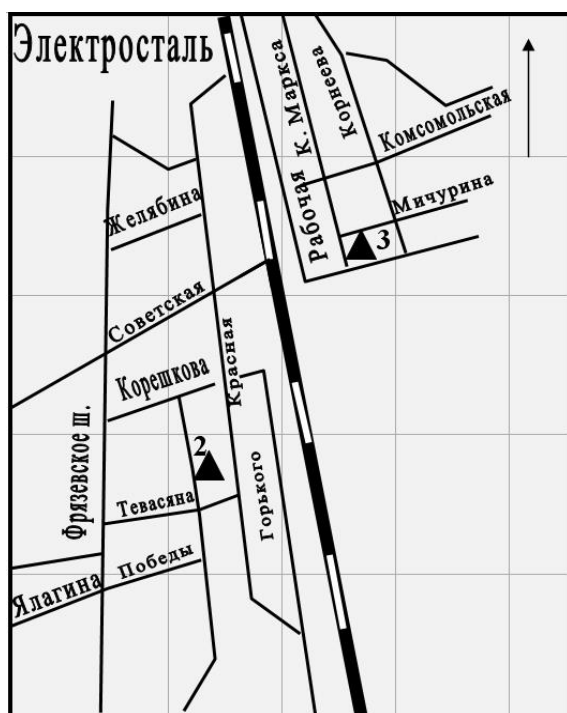 Электросталь
К. Маркса
Корнеева
Комсомольская
Рабочая
Мичурина
3
Желябина
Советская
Красная
Корешкова
Фрязевское ш.
2
Горького
Тевасяна
Победы
Ялагина